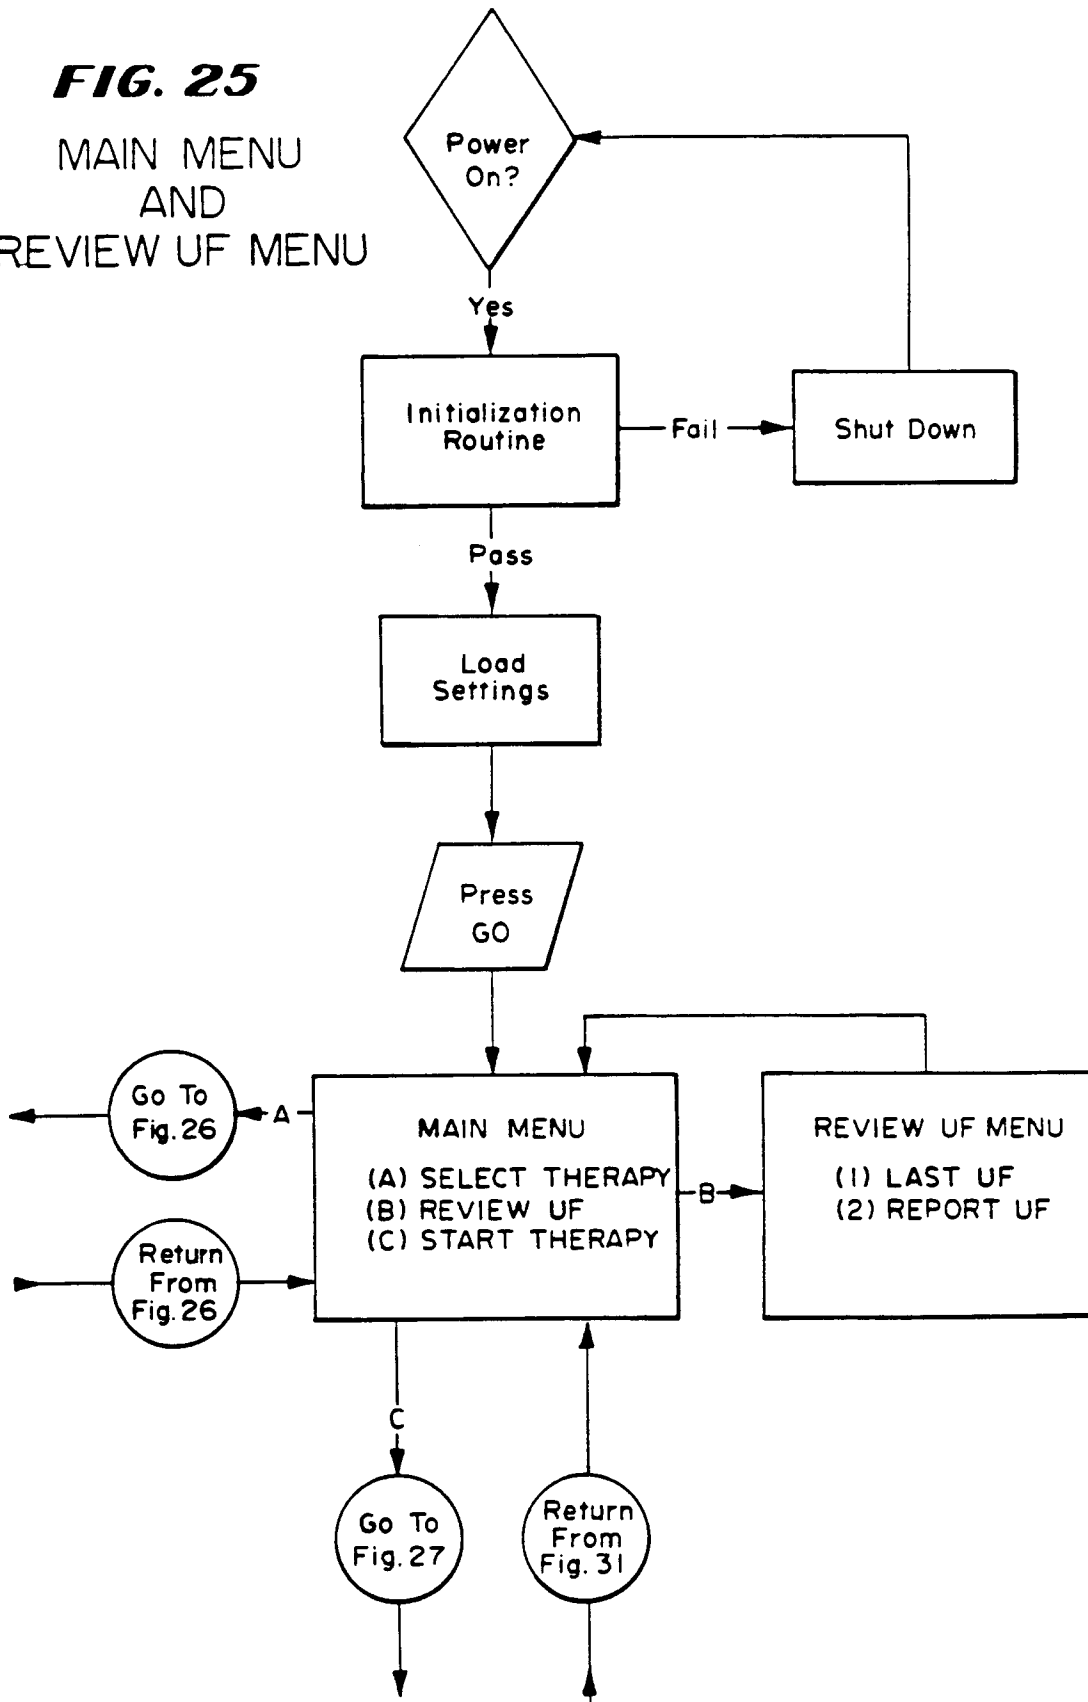 FIG. 25
MAIN MENU
AND
REVIEW UF MENU
Power
On?
Yes
Initialization
Routine
Fail
Shut Down
Pass
Load
Settings
Press
GO
Go To
Fig. 26
A
MAIN MENU
(A) SELECT THERAPY
(B) REVIEW UF
(C) START THERAPY
B
REVIEW UF MENU
(1) LAST UF
(2) REPORT UF
Return
From
Fig. 26
C
Go To
Fig. 27
Return
From
Fig. 31